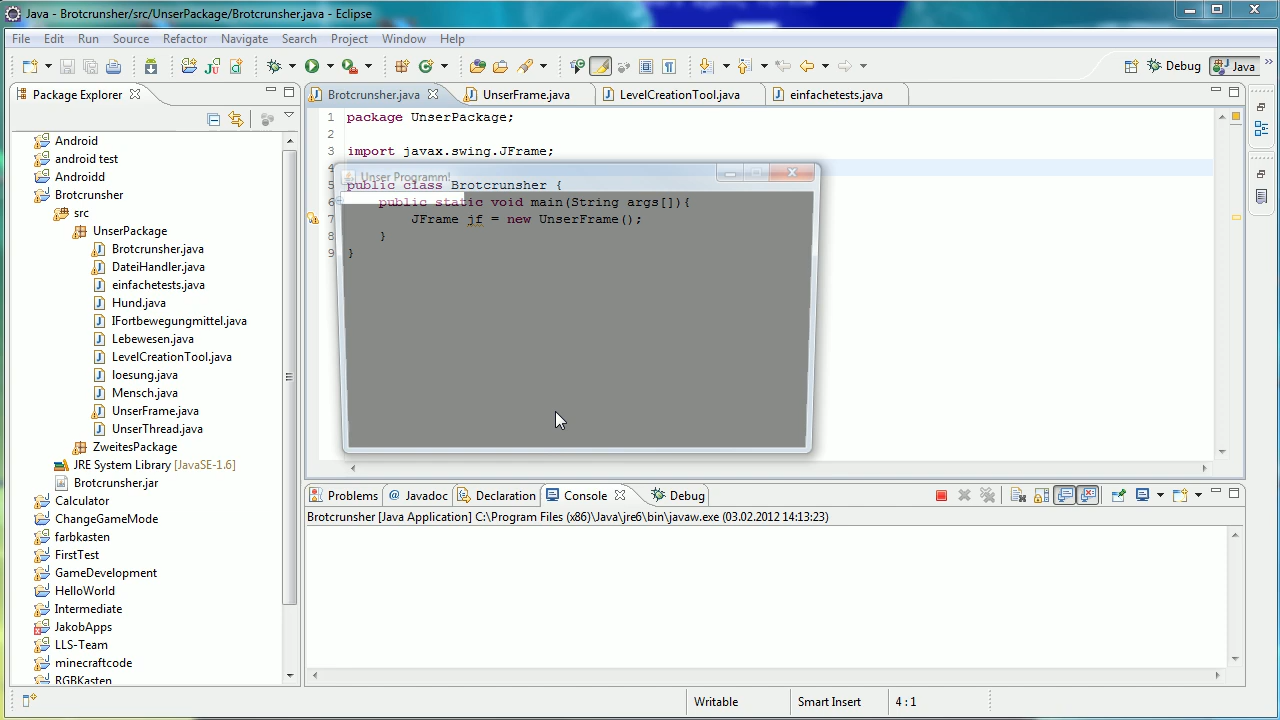 Java - Brotcrunsher/src/UnserPackage/Brotcrunsher.java - Eclipse
File Edit Run Source Refactor Navigate Search Project Window Help
Debug Java
Package Explorer
Brotcrunsher.java UnserFrame.java LevelCreationTool.java einfachetests.java
Android
android test
Androidd
Brotcrunsher
src
UnserPackage
Brotcrunsher.java
DateiHandler.java
einfachetests.java
Hund.java
IFortbewegungmittel.java
Lebewesen.java
LevelCreationTool.java
loesung.java
Mensch.java
UnserFrame.java
UnserThread.java
ZweitesPackage
JRE System Library [JavaSE-1.6]
Brotcrunsher.jar
Calculator
ChangeGameMode
farbkasten
FirstTest
GameDevelopment
HelloWorld
Intermediate
JakobApps
LLS-Team
minecraftcode
RGBKasten
1 package UnserPackage;
2
3 import javax.swing.JFrame;
4
Unser Programm!
5 public class Brotcrunsher {
6 public static void main(String args[]){
7 JFrame jf = new UnserFrame();
8 }
9 }
Problems @ Javadoc Declaration Console Debug
Brotcrunsher [Java Application] C:\Program Files (x86)\Java\jre6\bin\javaw.exe (03.02.2012 14:13:23)
Writable Smart Insert 4 : 1